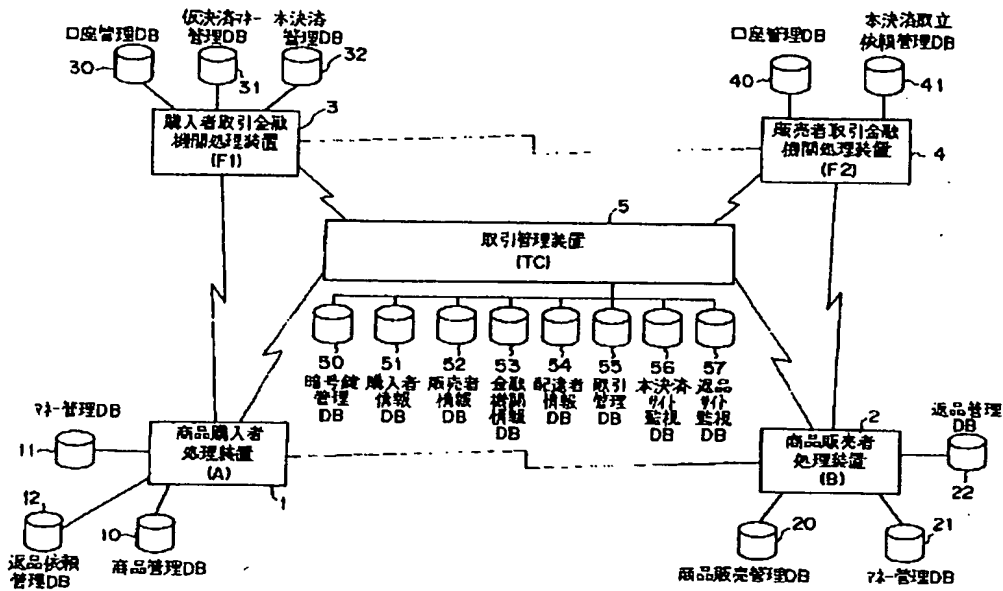 口座管理DB
30
仮決済マネー
管理DB
31
本決済
管理DB
32
口座管理DB
40
本決済取立
依頼管理DB
41
3
購入者取引金融
機関処理装置
(F1)
販売者取引金融
機関処理装置
(F2)
4
5
取引管理装置
(TC)
50
暗号鍵
管理
DB
51
購入者
情報
DB
52
販売者
情報
DB
53
金融
機関
情報
DB
54
配達者
情報
DB
55
取引
管理
DB
56
本決済
サイト
監視
DB
57
返品
サイト
監視
DB
マネー管理DB
11
商品購入者
処理装置
(A)
1
12
返品依頼
管理DB
10
商品管理DB
2
商品販売者
処理装置
(B)
返品管理
DB
22
20
商品販売管理DB
21
マネー管理DB